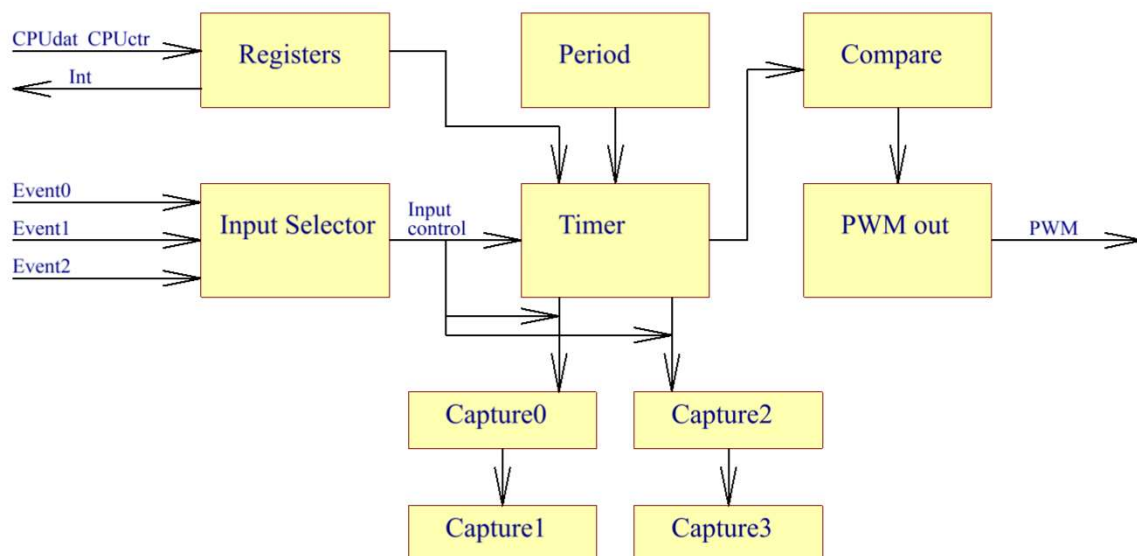 CPUdat CPUctr
Registers
Period
Compare
Int
Event0
Input Selector
Input
control
Timer
PWM out
PWM
Event1
Event2
Capture0
Capture2
Capture1
Capture3